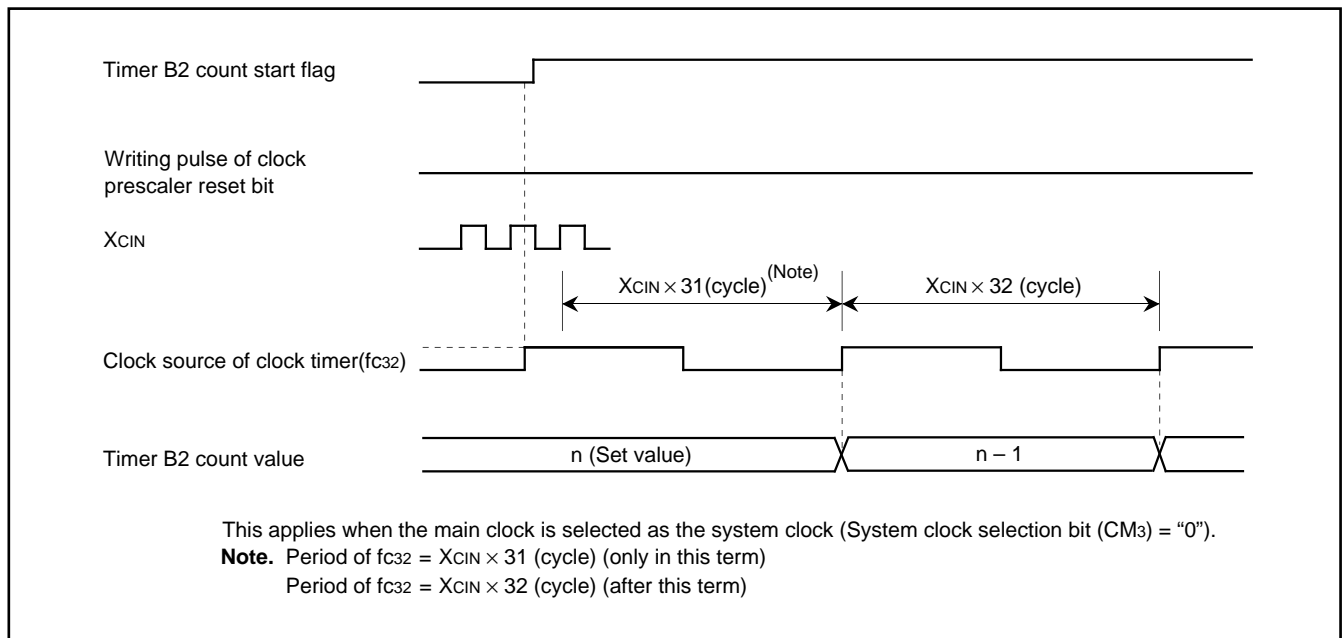 Timer B2 count start flag
Writing pulse of clock
prescaler reset bit
XCIN
XCIN × 31(cycle)(Note)
XCIN × 32 (cycle)
Clock source of clock timer(fc32)
Timer B2 count value
n (Set value)
n – 1
This applies when the main clock is selected as the system clock (System clock selection bit (CM3) = “0”).
Note. Period of fc32 = XCIN × 31 (cycle) (only in this term)
Period of fc32 = XCIN × 32 (cycle) (after this term)